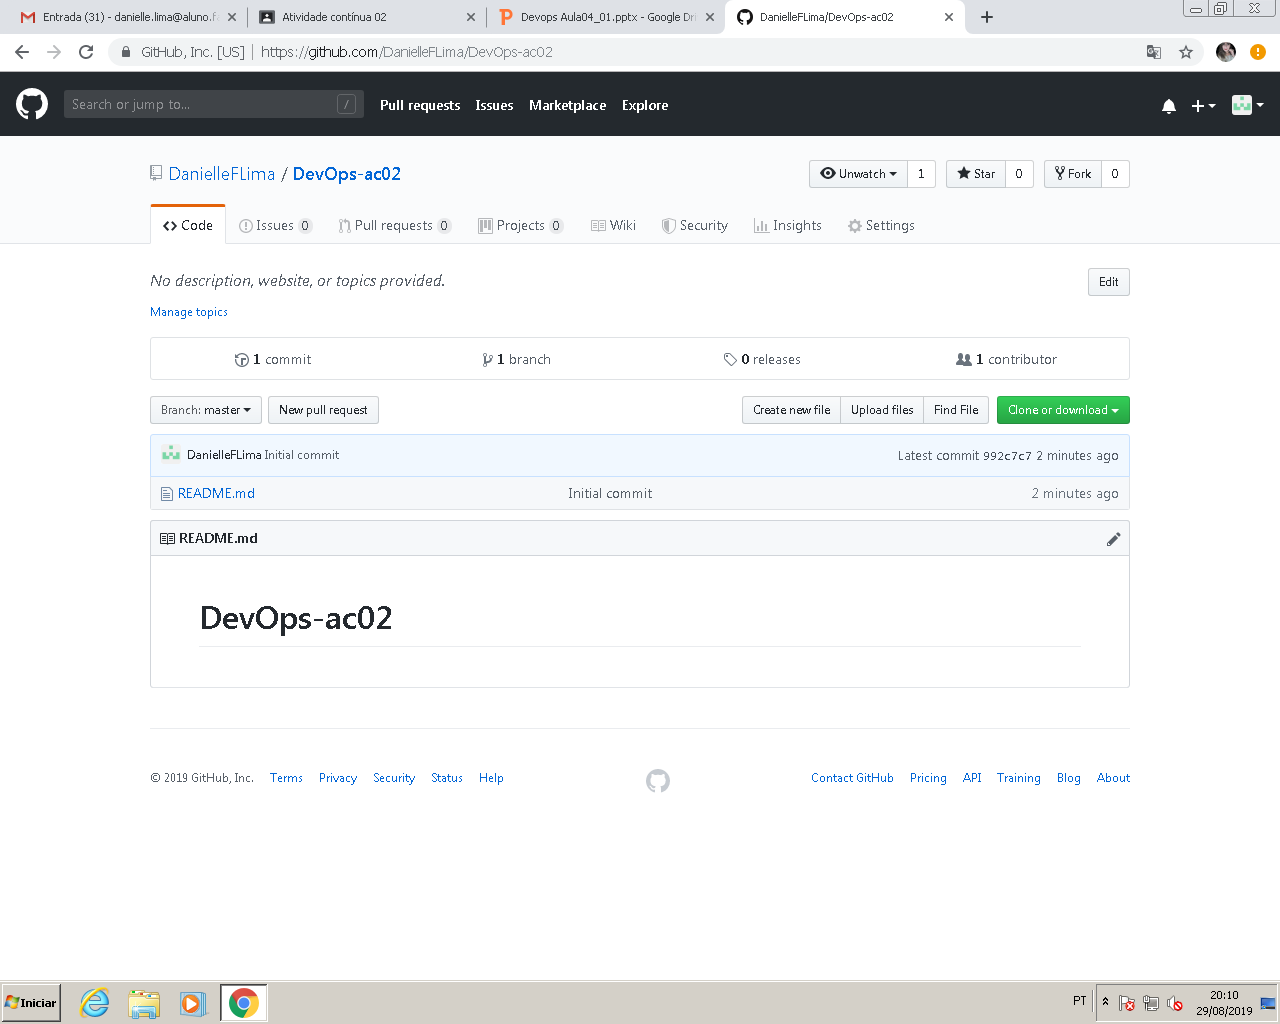 Entrada (31) - danielle.lima@aluno.f
Atividade contínua 02
Devops Aula04_01.pptx - Google Dri
DanielleFLima/DevOps-ac02
GitHub, Inc. [US] | https://github.com/DanielleFLima/DevOps-ac02
Search or jump to... /
Pull requests Issues Marketplace Explore
DanielleFLima / DevOps-ac02
Unwatch 1 Star 0 Fork 0
Code Issues 0 Pull requests 0 Projects 0 Wiki Security Insights Settings
No description, website, or topics provided. Edit
Manage topics
1 commit 1 branch 0 releases 1 contributor
Branch: master New pull request Create new file Upload files Find File Clone or download
DanielleFLima Initial commit Latest commit 992c7c7 2 minutes ago
README.md Initial commit 2 minutes ago
README.md
DevOps-ac02
© 2019 GitHub, Inc. Terms Privacy Security Status Help Contact GitHub Pricing API Training Blog About
Iniciar
PT
20:10
29/08/2019